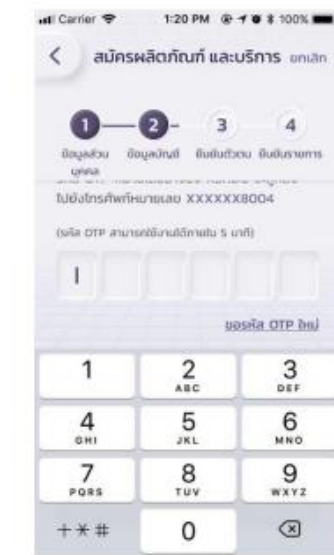 Carrier 1:20 PM 100%
สมัครผลิตภัณฑ์ และบริการ ยกเลิก
1 2 3 4
ข้อมูลส่วน ข้อมูลบัญชี ยืนยันตัวตน ยืนยันรายการ
บุคคล
ไปยังโทรศัพท์หมายเลข XXXXXX8004
(รหัส OTP สามารถใช้งานได้ภายใน 5 นาที)
ขอรหัส OTP ใหม่
1 2 3
ABC DEF
4 5 6
GHI JKL MNO
7 8 9
PQRS TUV WXYZ
+*# 0